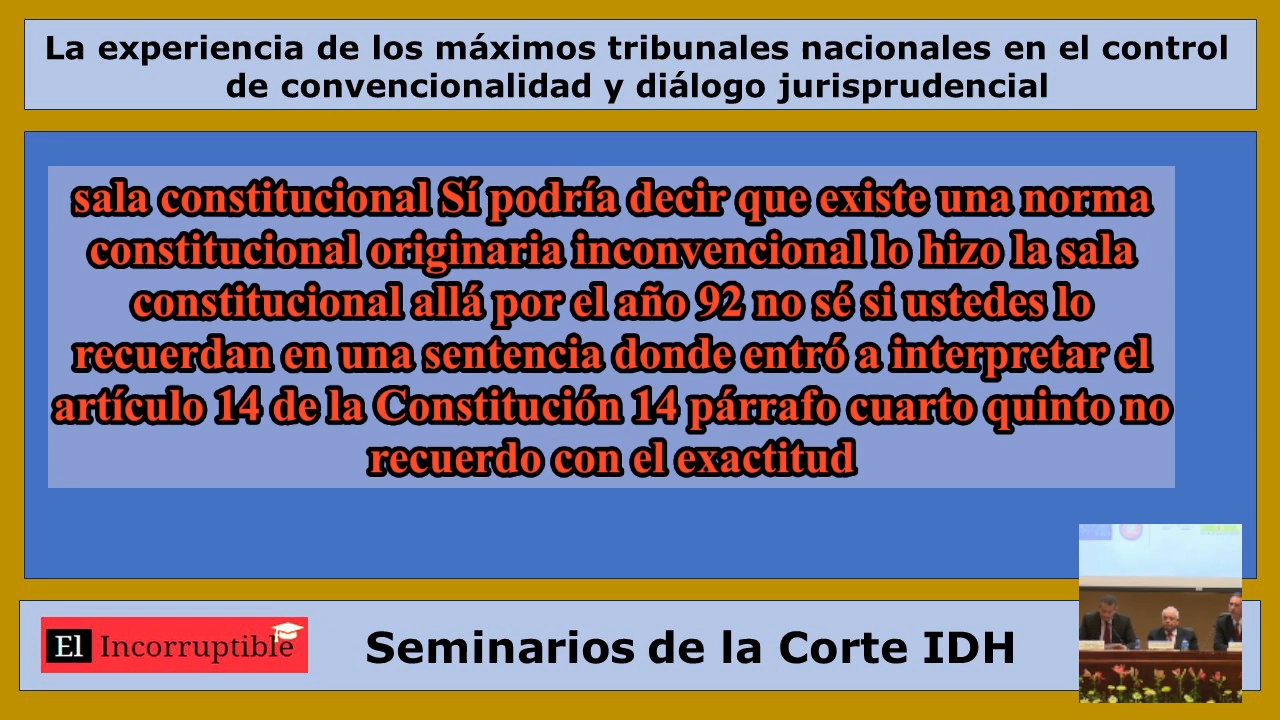 La experiencia de los máximos tribunales nacionales en el control
de convencionalidad y diálogo jurisprudencial
sala constitucional Sí podría decir que existe una norma
constitucional originaria inconvencional lo hizo la sala
constitucional allá por el año 92 no sé si ustedes lo
recuerdan en una sentencia donde entró a interpretar el
artículo 14 de la Constitución 14 párrafo cuarto quinto no
recuerdo con el exactitud
El Incorruptible
Seminarios de la Corte IDH